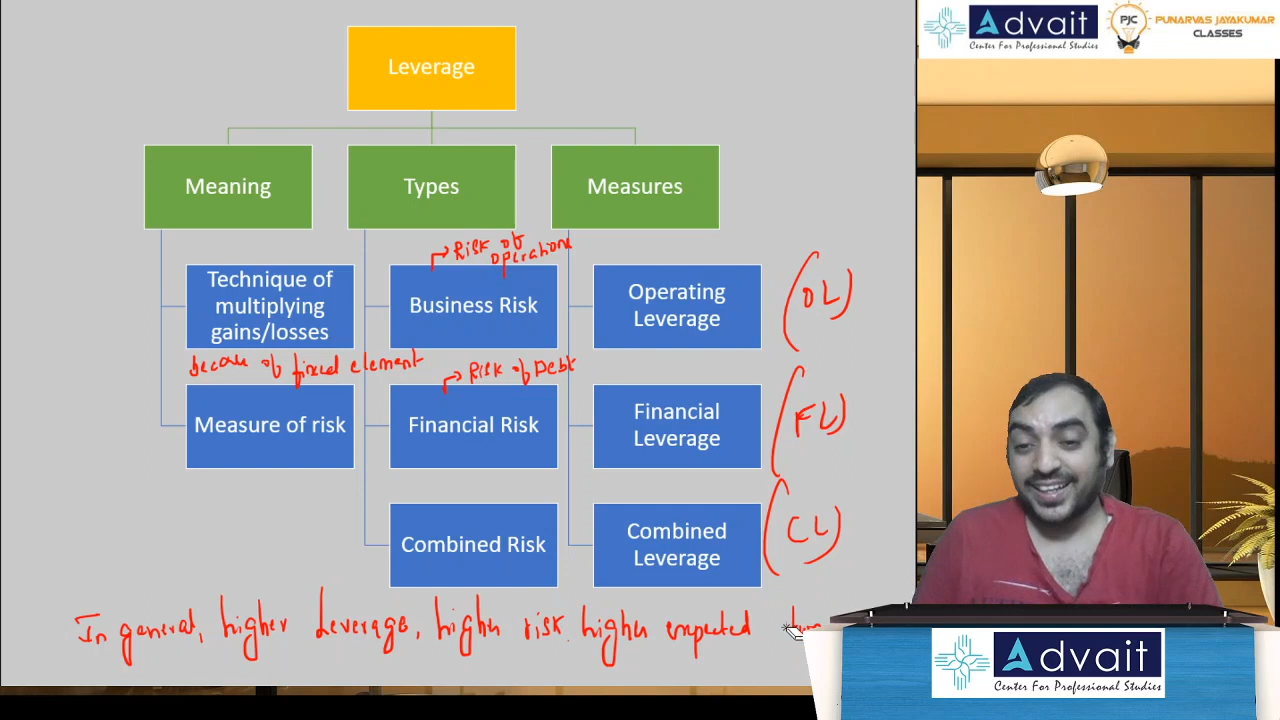 Advait
Center For Professional Studies
PJC
PUNARVAS JAYAKUMAR
CLASSES
Leverage
Meaning
Types
Measures
Risk of
operations
Technique of
multiplying
gains/losses
Business Risk
Operating
Leverage
(OL)
because of fixed element
Risk of Debt
Measure of risk
Financial Risk
Financial
Leverage
(FL)
Combined Risk
Combined
Leverage
(CL)
In general, higher Leverage, higher risk. higher expected
Advait
Center For Professional Studies